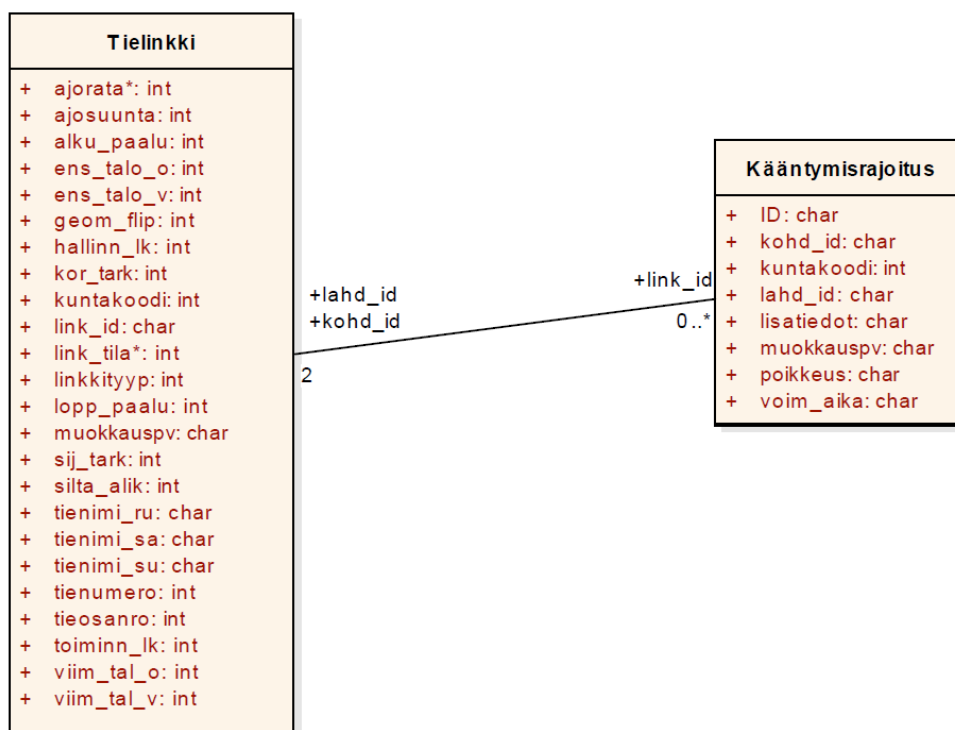 Tielinkki
+ ajorata*: int
+ ajosuunta: int
+ alku_paalu: int
+ ens_talo_o: int
+ ens_talo_v: int
+ geom_flip: int
+ hallinn_lk: int
+ kor_tark: int
+ kuntakoodi: int
+ link_id: char
+ link_tila*: int
+ linkkityyp: int
+ lopp_paalu: int
+ muokkauspv: char
+ sij_tark: int
+ silta_alik: int
+ tienimi_ru: char
+ tienimi_sa: char
+ tienimi_su: char
+ tienumero: int
+ tieosanro: int
+ toiminn_lk: int
+ viim_tal_o: int
+ viim_tal_v: int
+lahd_id
+kohd_id
2
+link_id
0..*
Kääntymisrajoitus
+ ID: char
+ kohd_id: char
+ kuntakoodi: int
+ lahd_id: char
+ lisatiedot: char
+ muokkauspv: char
+ poikkeus: char
+ voim_aika: char